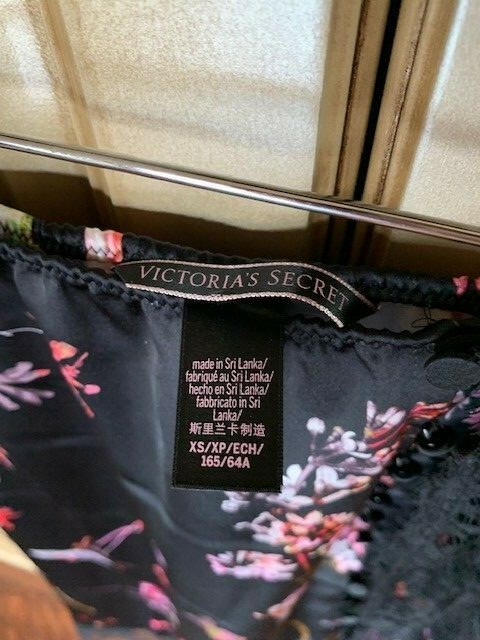 VICTORIA'S SECRET
made in Sri Lanka/
fabriqué au Sri Lanka/
hecho en Sri Lanka/
fabbricato in Sri
Lanka/
斯里兰卡制造
XS/XP/ECH/
165/64A